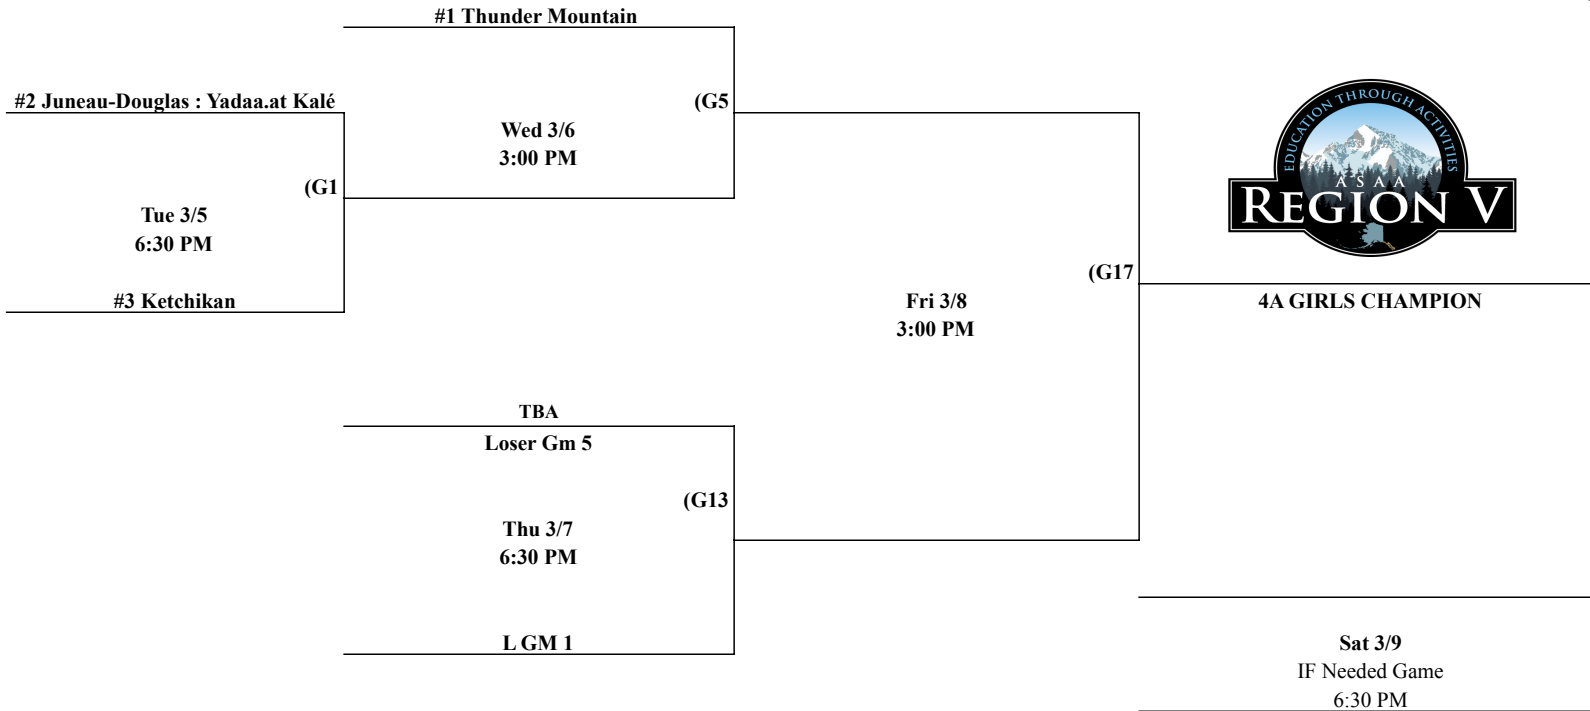 #1 Thunder Mountain
#2 Juneau-Douglas : Yadaa.at Kalé
(G5
Wed 3/6
3:00 PM
(G1
Tue 3/5
6:30 PM
#3 Ketchikan
EDUCATION THROUGH ACTIVITIES
ASAA
REGION V
(G17
Fri 3/8
3:00 PM
4A GIRLS CHAMPION
TBA
Loser Gm 5
(G13
Thu 3/7
6:30 PM
L GM 1
Sat 3/9
IF Needed Game
6:30 PM